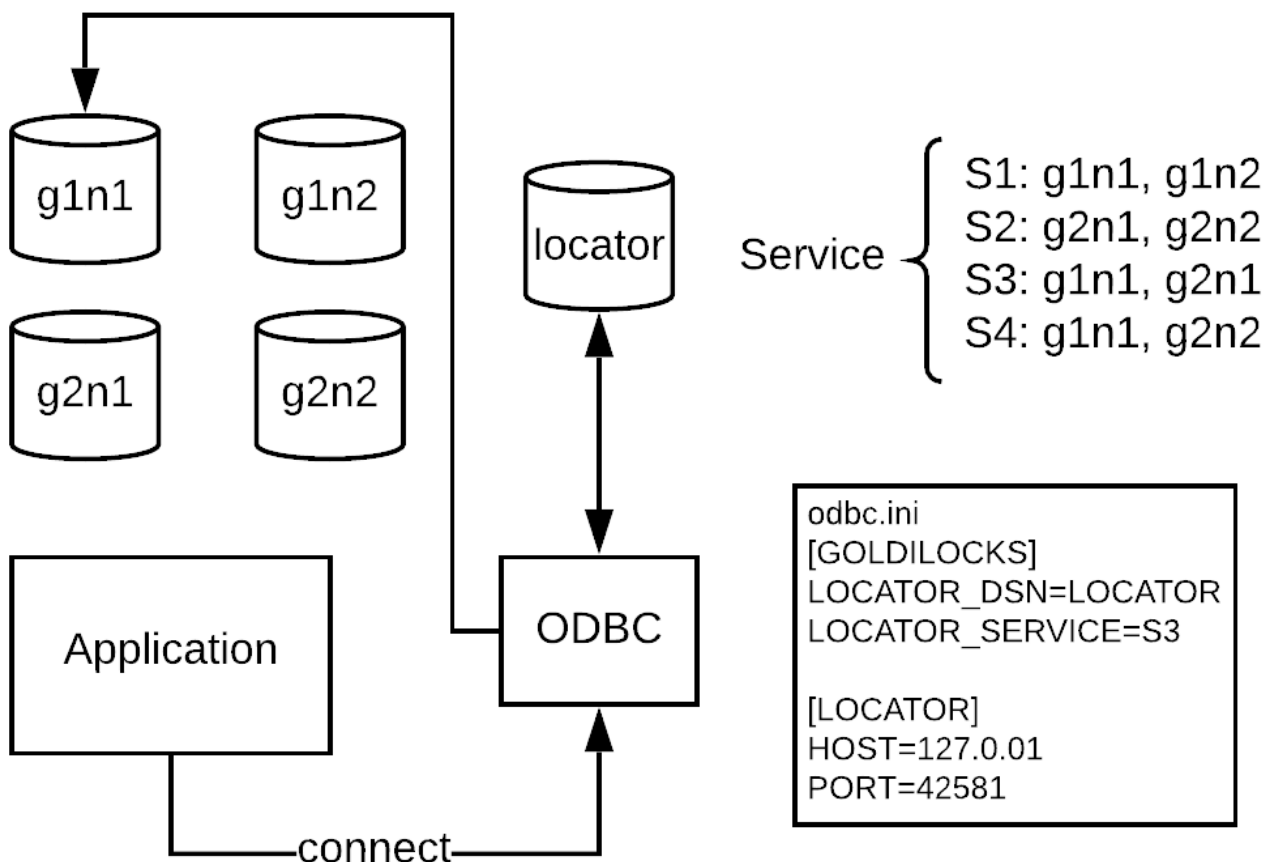 g1n1
g1n2
locator
g2n1
g2n2
Service
S1: g1n1, g1n2
S2: g2n1, g2n2
S3: g1n1, g2n1
S4: g1n1, g2n2
Application
ODBC
connect
odbc.ini
[GOLDILOCKS]
LOCATOR_DSN=LOCATOR
LOCATOR_SERVICE=S3
[LOCATOR]
HOST=127.0.01
PORT=42581